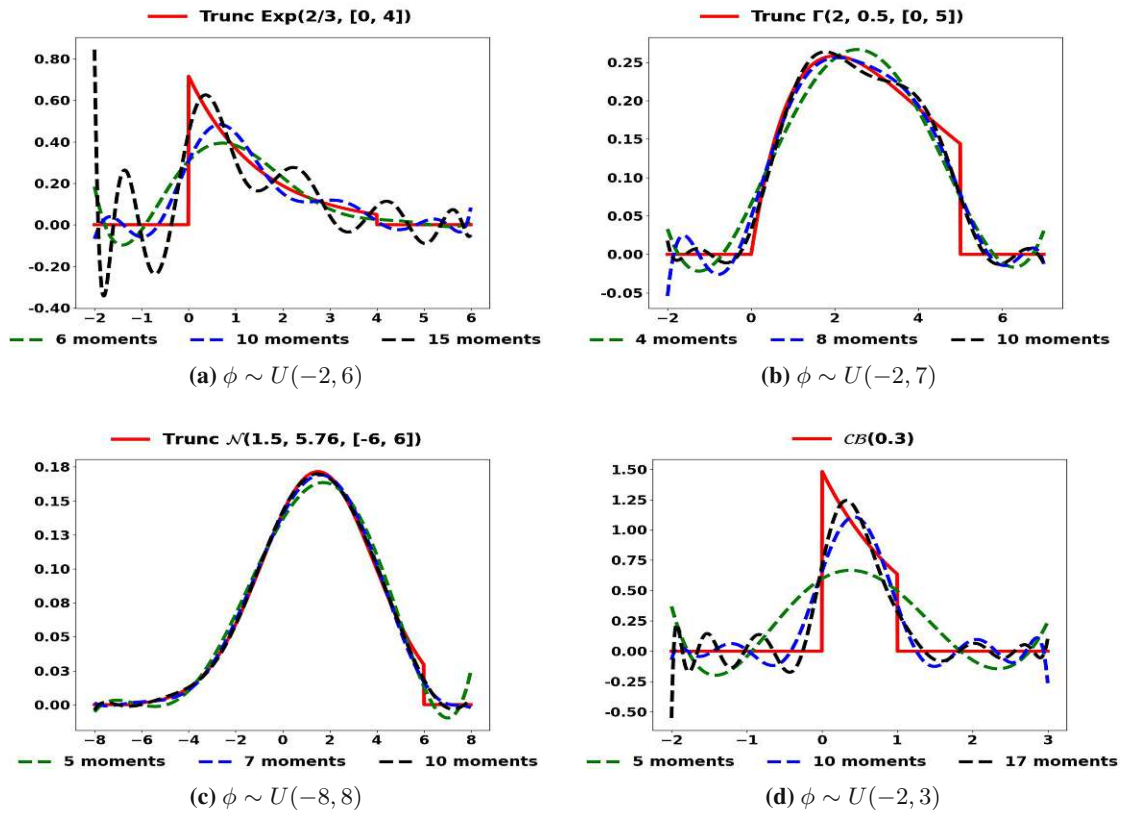 Trunc Exp(2/3, [0, 4])
0.80
0.60
0.40
0.20
0.00
-0.20
-0.40
−2 −1 0 1 2 3 4 5 6
6 moments 10 moments 15 moments
(a) ϕ ∼ U(−2, 6)
Trunc Γ(2, 0.5, [0, 5])
0.25
0.20
0.15
0.10
0.05
0.00
-0.05
−2 0 2 4 6
4 moments 8 moments 10 moments
(b) ϕ ∼ U(−2, 7)
Trunc 𝒩(1.5, 5.76, [-6, 6])
0.18
0.15
0.13
0.10
0.08
0.05
0.03
0.00
−8 −6 −4 −2 0 2 4 6 8
5 moments 7 moments 10 moments
(c) ϕ ∼ U(−8, 8)
𝒞ℬ(0.3)
1.50
1.25
1.00
0.75
0.50
0.25
0.00
-0.25
-0.50
−2 −1 0 1 2 3
5 moments 10 moments 17 moments
(d) ϕ ∼ U(−2, 3)